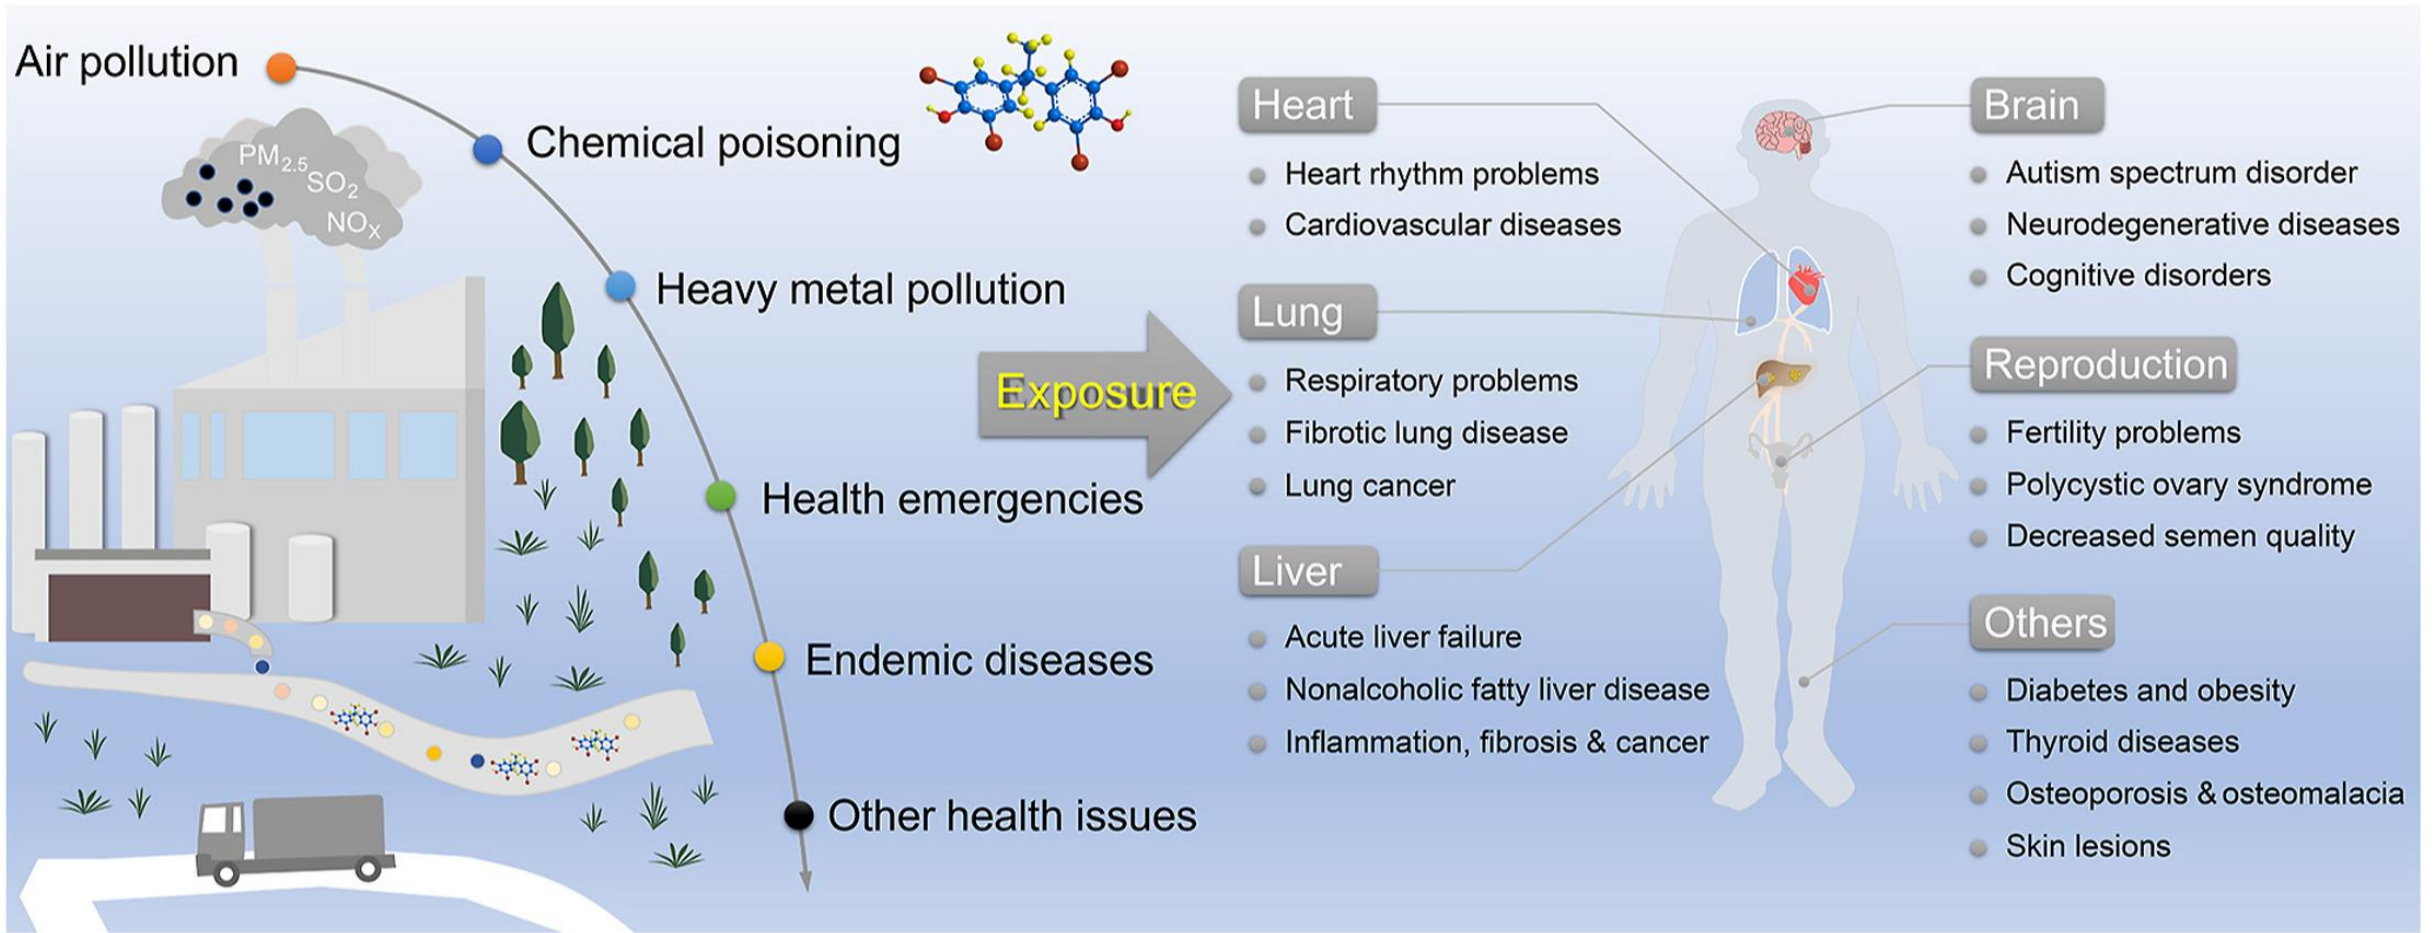 Air pollution
PM2.5
SO2
NOX
Chemical poisoning
Heavy metal pollution
Health emergencies
Endemic diseases
Other health issues
Exposure
Heart
Heart rhythm problems
Cardiovascular diseases
Lung
Respiratory problems
Fibrotic lung disease
Lung cancer
Liver
Acute liver failure
Nonalcoholic fatty liver disease
Inflammation, fibrosis & cancer
Brain
Autism spectrum disorder
Neurodegenerative diseases
Cognitive disorders
Reproduction
Fertility problems
Polycystic ovary syndrome
Decreased semen quality
Others
Diabetes and obesity
Thyroid diseases
Osteoporosis & osteomalacia
Skin lesions